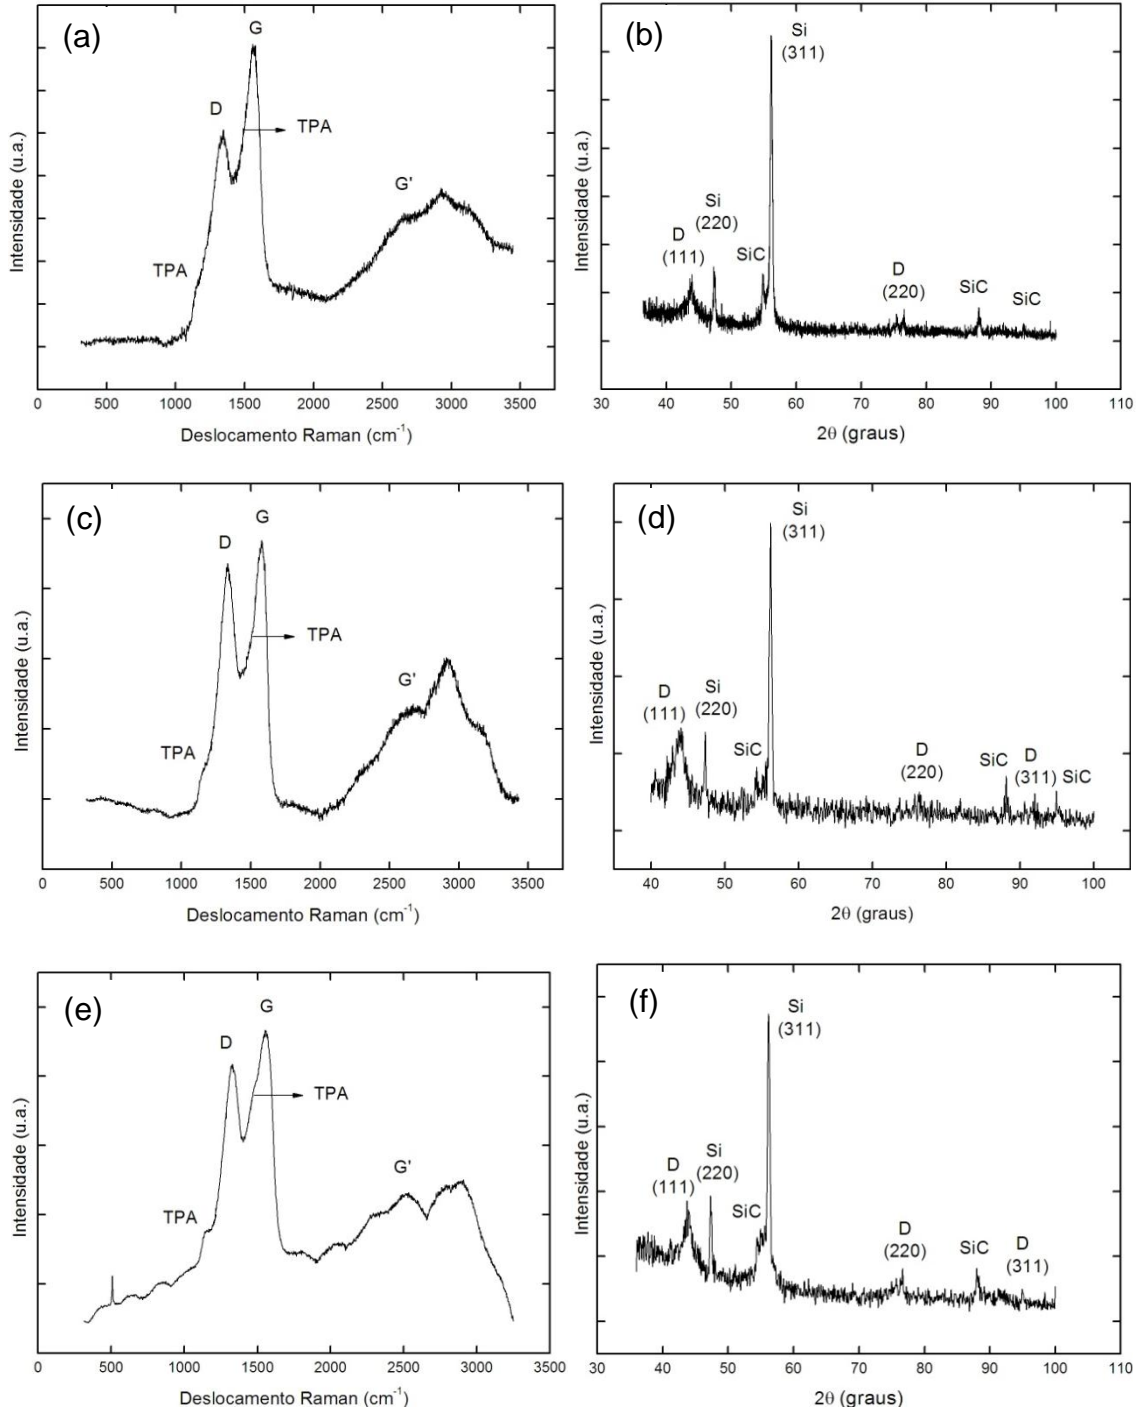 (a)
G
D
TPA
G'
TPA
Intensidade (u.a.)
0 500 1000 1500 2000 2500 3000 3500
Deslocamento Raman (cm⁻¹)
(b)
Si
(311)
Si
(220)
D
(111)
SiC
D
(220)
SiC
SiC
Intensidade (u.a.)
30 40 50 60 70 80 90 100 110
2θ (graus)
(c)
G
D
TPA
G'
TPA
Intensidade (u.a.)
0 500 1000 1500 2000 2500 3000 3500
Deslocamento Raman (cm⁻¹)
(d)
Si
(311)
D
(111)
Si
(220)
SiC
D
(220)
SiC
D
(311)
SiC
Intensidade (u.a.)
40 50 60 70 80 90 100
2θ (graus)
(e)
G
D
TPA
G'
TPA
Intensidade (u.a.)
0 500 1000 1500 2000 2500 3000 3500
Deslocamento Raman (cm⁻¹)
(f)
Si
(311)
D
(111)
Si
(220)
SiC
D
(220)
SiC
D
(311)
Intensidade (u.a.)
30 40 50 60 70 80 90 100 110
2θ (graus)